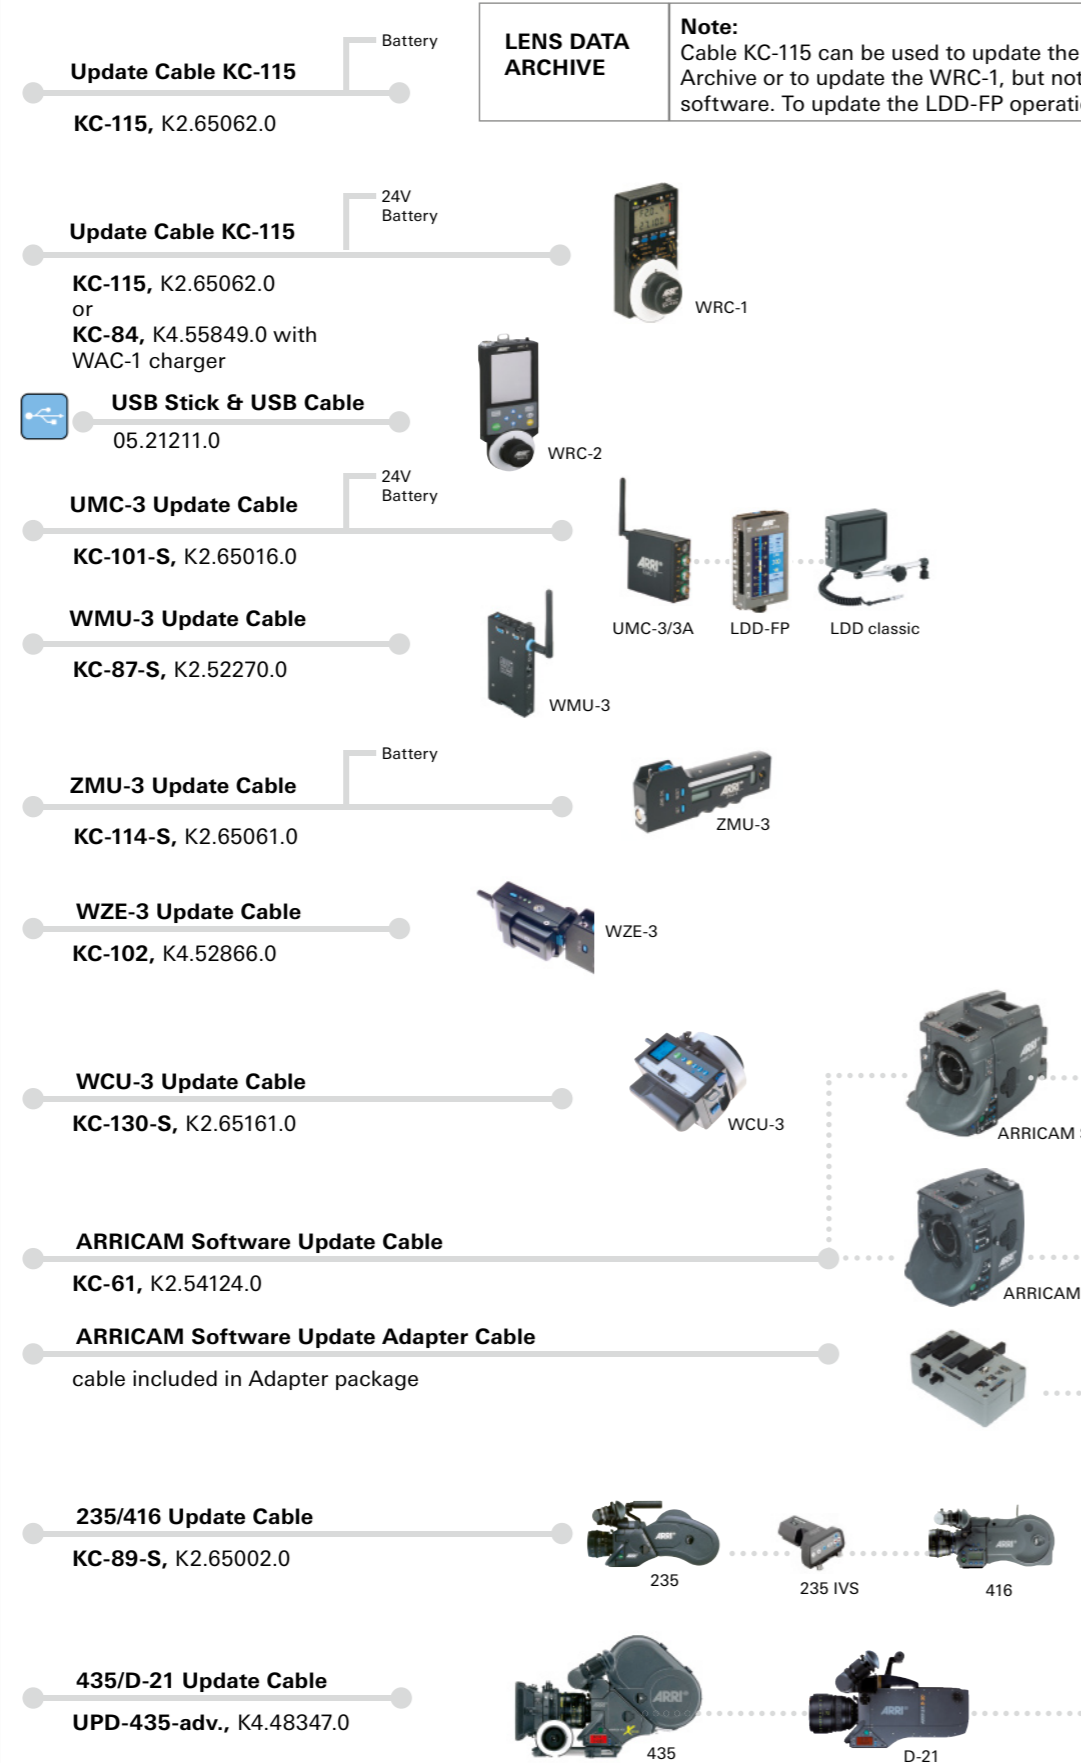 Battery
Update Cable KC-115
KC-115, K2.65062.0
LENS DATA
ARCHIVE
Note:
Cable KC-115 can be used to update the
Archive or to update the WRC-1, but not
software. To update the LDD-FP operati
24V
Battery
Update Cable KC-115
KC-115, K2.65062.0
or
KC-84, K4.55849.0 with
WAC-1 charger
WRC-1
USB Stick & USB Cable
05.21211.0
WRC-2
24V
Battery
UMC-3 Update Cable
KC-101-S, K2.65016.0
ARRI
UMC-3/3A
LDD-FP
LDD classic
WMU-3 Update Cable
KC-87-S, K2.52270.0
WMU-3
Battery
ZMU-3 Update Cable
KC-114-S, K2.65061.0
ARRI
ZMU-3
WZE-3 Update Cable
KC-102, K4.52866.0
WZE-3
WCU-3 Update Cable
KC-130-S, K2.65161.0
WCU-3
ARRI
ARRICAM
ARRICAM Software Update Cable
KC-61, K2.54124.0
ARRICAM
ARRICAM Software Update Adapter Cable
cable included in Adapter package
235/416 Update Cable
KC-89-S, K2.65002.0
ARRI
235
235 IVS
ARRI
416
435/D-21 Update Cable
UPD-435-adv., K4.48347.0
ARRI
435
ARRI
D-21